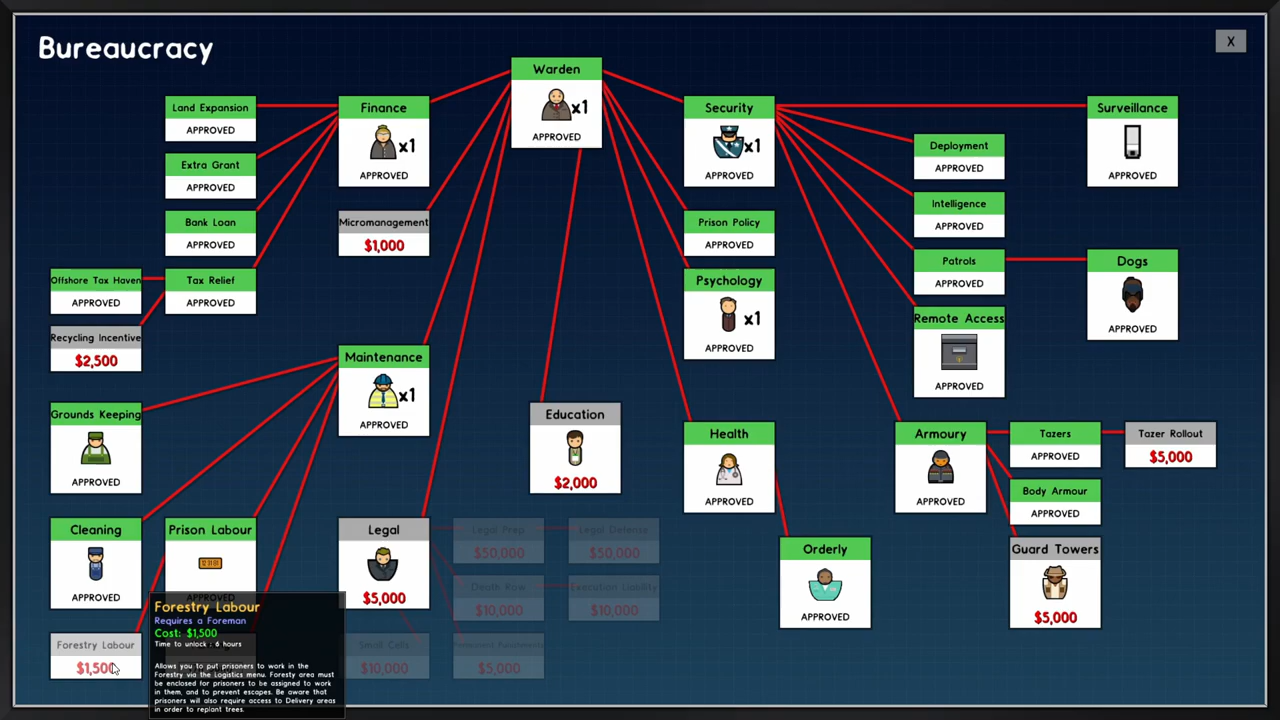 Bureaucracy
X
Warden
x1
APPROVED
Land Expansion
APPROVED
Finance
x1
APPROVED
Security
x1
APPROVED
Surveillance
APPROVED
Extra Grant
APPROVED
Deployment
APPROVED
Bank Loan
APPROVED
Micromanagement
$1,000
Prison Policy
APPROVED
Intelligence
APPROVED
Offshore Tax Haven
APPROVED
Tax Relief
APPROVED
Psychology
x1
APPROVED
Patrols
APPROVED
Dogs
APPROVED
Recycling Incentive
$2,500
Remote Access
APPROVED
Maintenance
x1
APPROVED
Grounds Keeping
APPROVED
Education
$2,000
Health
APPROVED
Armoury
APPROVED
Tazers
APPROVED
Tazer Rollout
$5,000
Body Armour
APPROVED
Cleaning
APPROVED
Prison Labour
APPROVED
Legal
$5,000
Legal Prep
$50,000
Legal Defense
$50,000
Death Row
$10,000
Execution Liability
$10,000
Orderly
APPROVED
Guard Towers
$5,000
Forestry Labour
$1,500
Small Cells
$10,000
Permanent Punishments
$5,000
Forestry Labour
Requires a Foreman
Cost: $1,500
Time to unlock : 6 hours
Allows you to put prisoners to work in the
Forestry via the Logistics menu. Foresty area must
be enclosed for prisoners to be assigned to work
in them, and to prevent escapes. Be aware that
prisoners will also require access to Delivery areas
in order to replant trees.